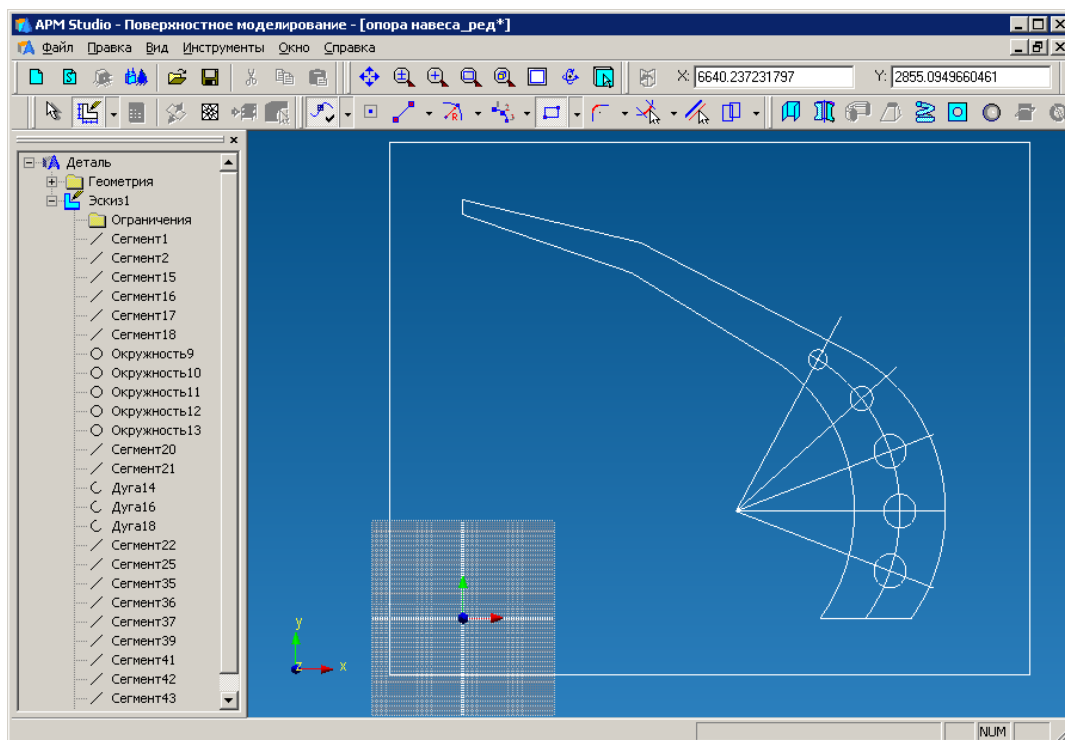 APM Studio - Поверхностное моделирование - [опора навеса_ред*]
Файл Правка Вид Инструменты Окно Справка
X: 6640.237231797 Y: 2855.0949660461
Деталь
Геометрия
Эскиз1
Ограничения
Сегмент1
Сегмент2
Сегмент15
Сегмент16
Сегмент17
Сегмент18
Окружность9
Окружность10
Окружность11
Окружность12
Окружность13
Сегмент20
Сегмент21
Дуга14
Дуга16
Дуга18
Сегмент22
Сегмент25
Сегмент35
Сегмент36
Сегмент37
Сегмент39
Сегмент41
Сегмент42
Сегмент43
y
z
x
NUM